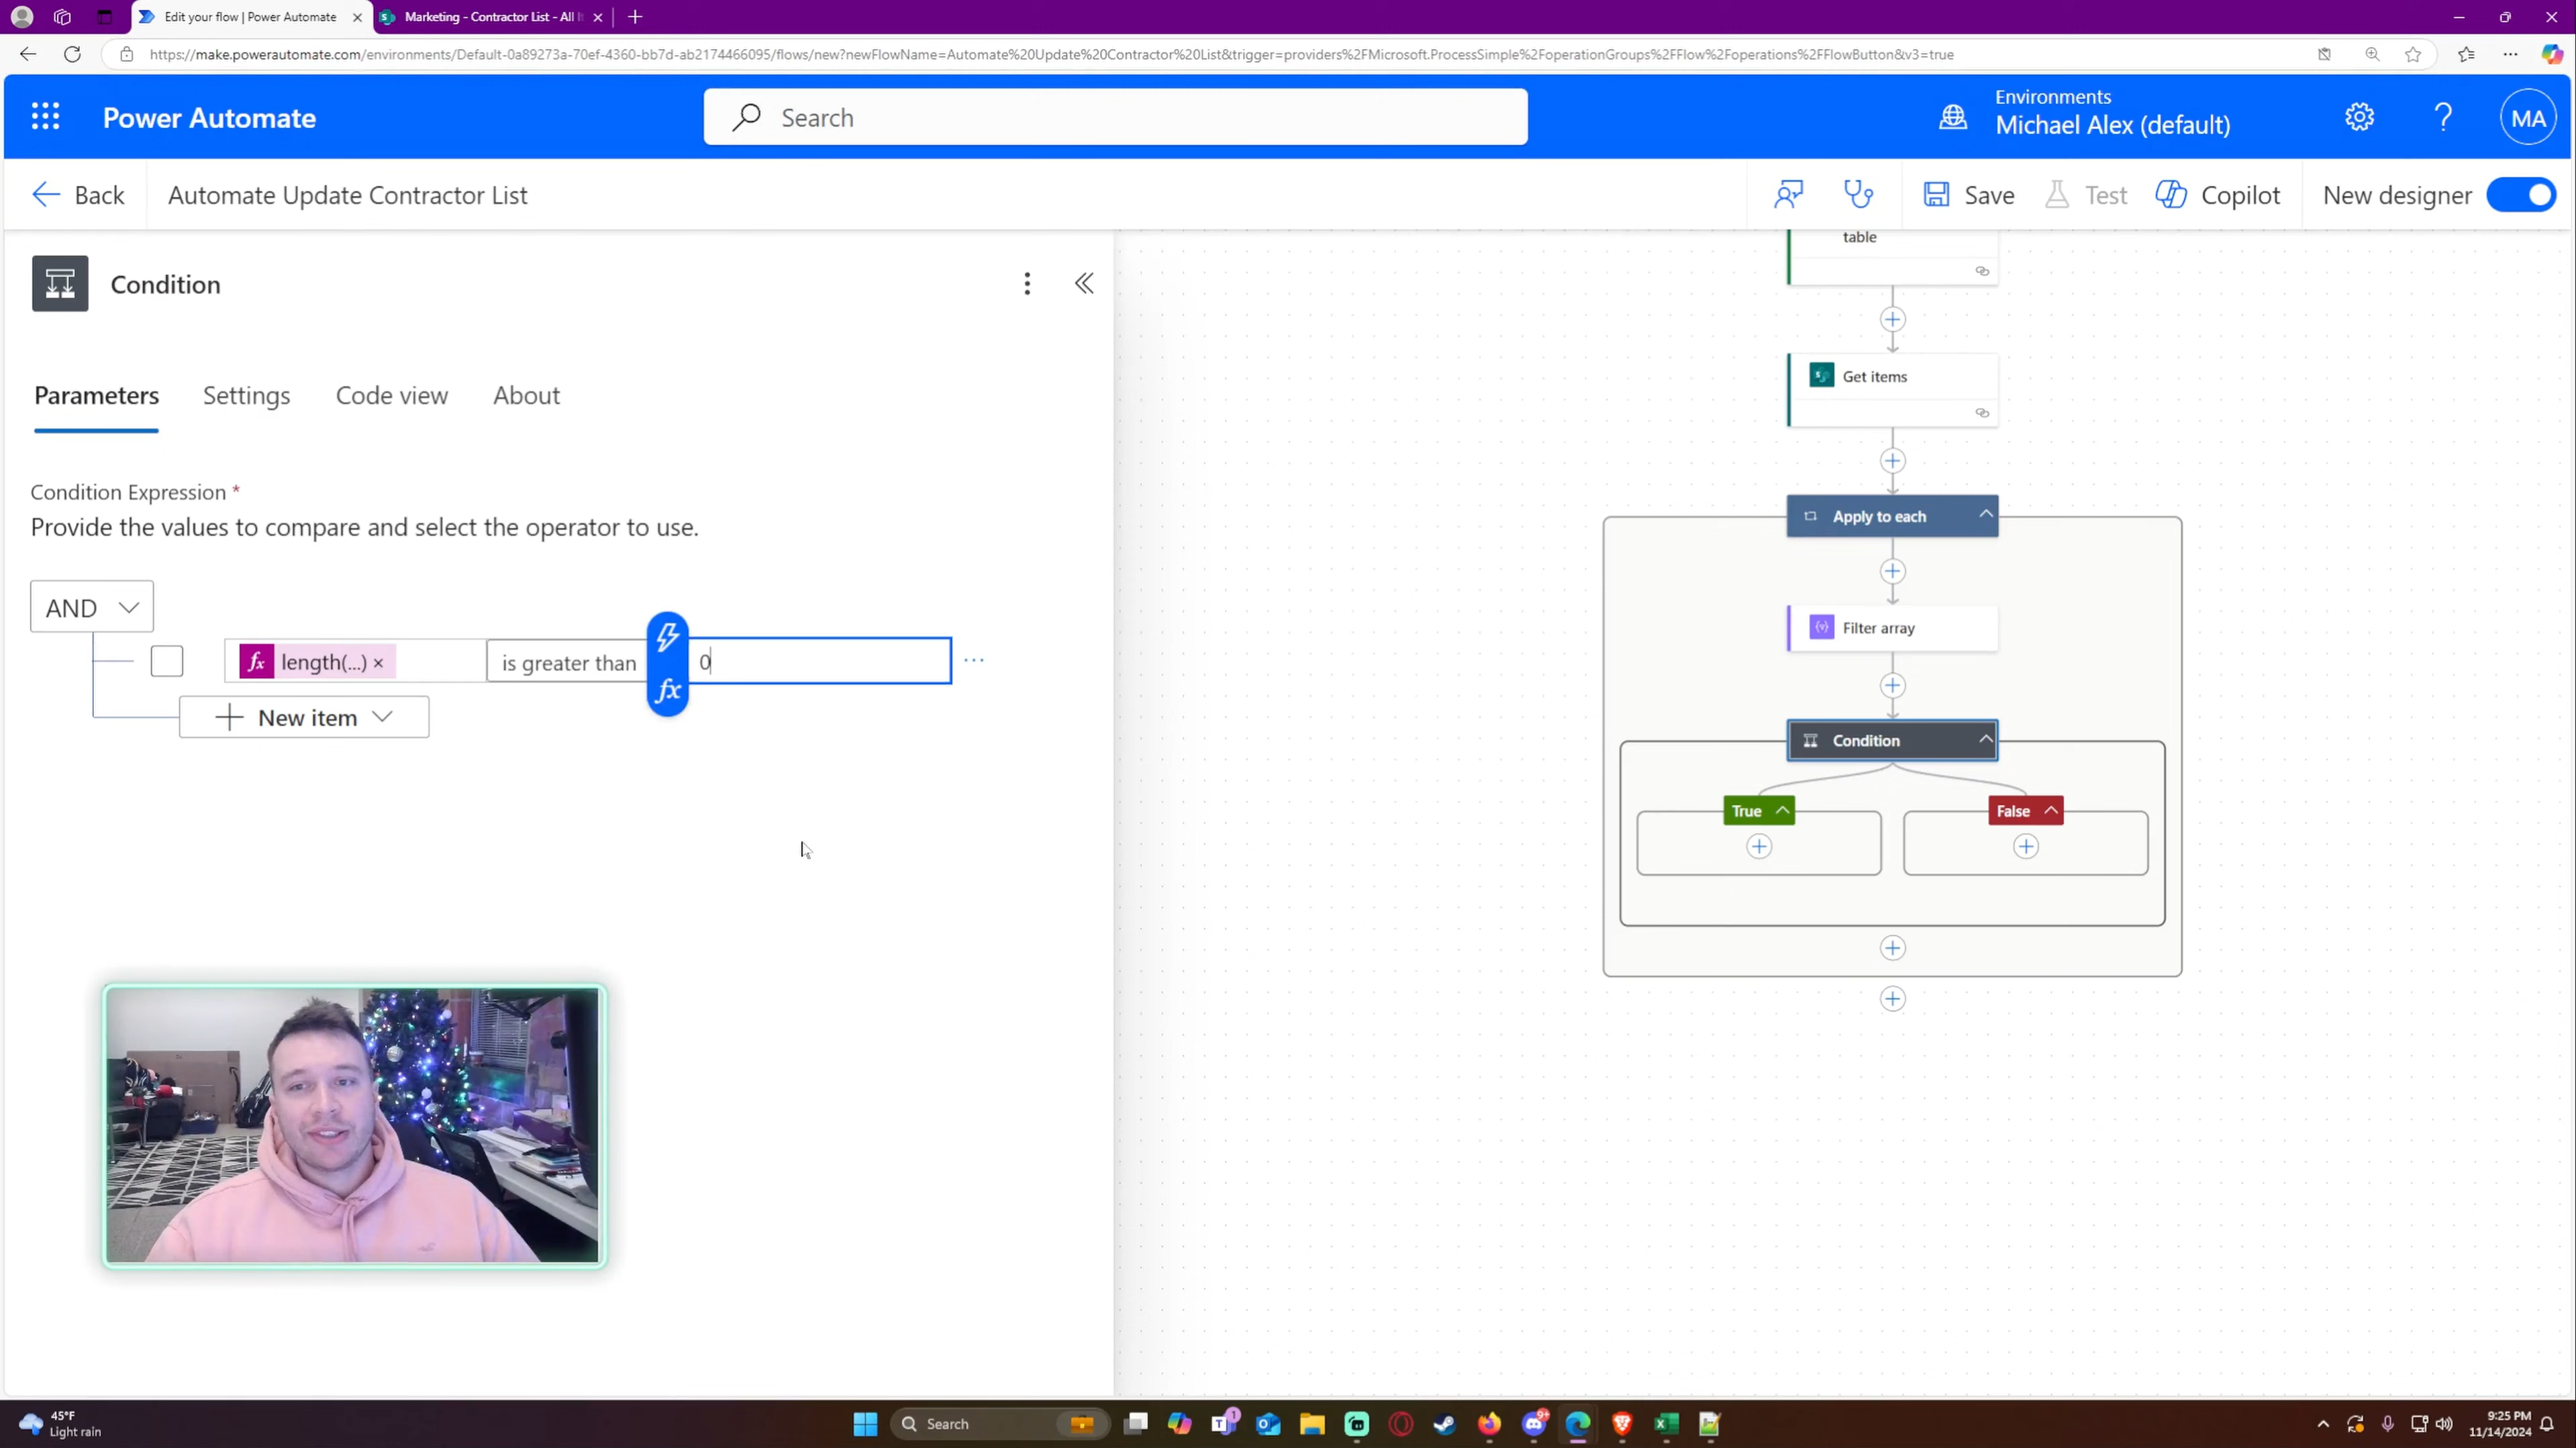 Edit your flow | Power Automate
Marketing - Contractor List - All It
https://make.powerautomate.com/environments/Default-0a89273a-70ef-4360-bb7d-ab2174466095/flows/new?newFlowName=Automate%20Update%20Contractor%20List&trigger=providers%2FMicrosoft.ProcessSimple%2FoperationGroups%2FFlow%2Foperations%2FFlowButton&v3=true
Power Automate
Search
Environments
Michael Alex (default)
MA
Back
Automate Update Contractor List
Save
Test
Copilot
New designer
Condition
Parameters
Settings
Code view
About
Condition Expression *
Provide the values to compare and select the operator to use.
AND
fx length(...) ×
is greater than
fx
0
New item
table
Get items
Apply to each
Filter array
Condition
True
False
45°F
Light rain
Search
1
9+
9:25 PM
11/14/2024